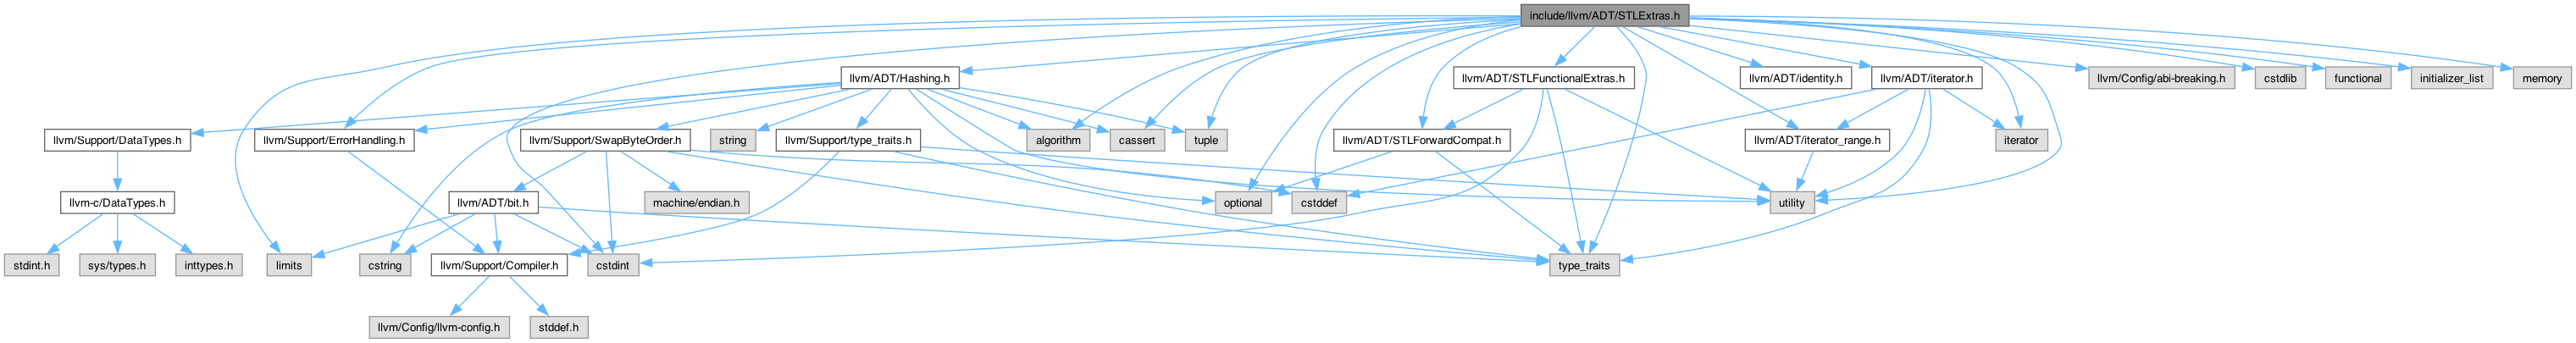 include/llvm/ADT/STLExtras.h
llvm/ADT/Hashing.h
llvm/ADT/STLFunctionalExtras.h
llvm/ADT/identity.h
llvm/ADT/iterator.h
llvm/Config/abi-breaking.h
cstdlib
functional
initializer_list
memory
llvm/Support/DataTypes.h
llvm/Support/ErrorHandling.h
llvm/Support/SwapByteOrder.h
string
llvm/Support/type_traits.h
algorithm
cassert
tuple
llvm/ADT/STLForwardCompat.h
llvm/ADT/iterator_range.h
iterator
llvm-c/DataTypes.h
llvm/ADT/bit.h
machine/endian.h
optional
cstddef
utility
stdint.h
sys/types.h
inttypes.h
limits
cstring
llvm/Support/Compiler.h
cstdint
type_traits
llvm/Config/llvm-config.h
stddef.h